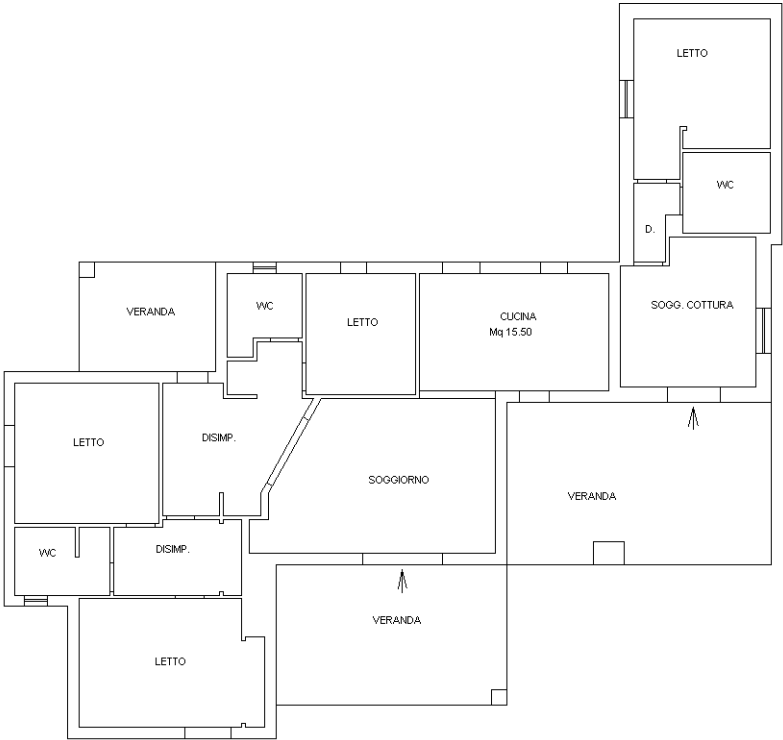 LETTO
WC
D.
SOGG. COTTURA
VERANDA
WC
LETTO
CUCINA
Mq 15.50
LETTO
DISIMP.
SOGGIORNO
VERANDA
WC
DISIMP.
VERANDA
LETTO